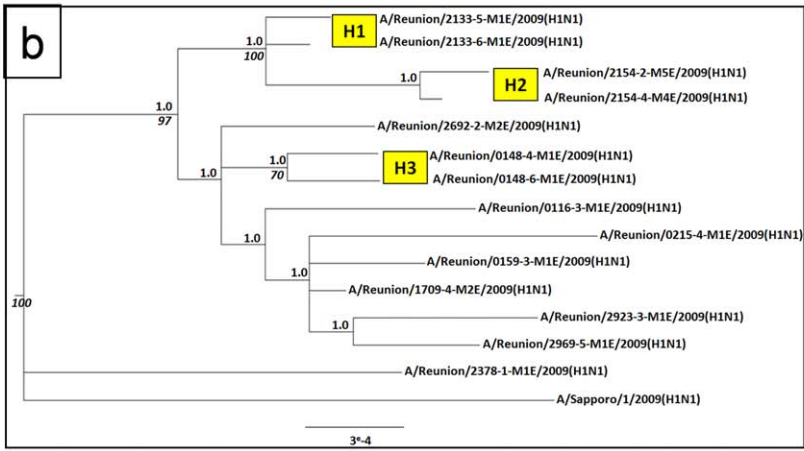 b
A/Reunion/2133-5-M1E/2009(H1N1)
H1
1.0
A/Reunion/2133-6-M1E/2009(H1N1)
100
A/Reunion/2154-2-M5E/2009(H1N1)
1.0
H2
A/Reunion/2154-4-M4E/2009(H1N1)
1.0
97
A/Reunion/2692-2-M2E/2009(H1N1)
A/Reunion/0148-4-M1E/2009(H1N1)
1.0
H3
1.0
70
A/Reunion/0148-6-M1E/2009(H1N1)
A/Reunion/0116-3-M1E/2009(H1N1)
A/Reunion/0215-4-M1E/2009(H1N1)
A/Reunion/0159-3-M1E/2009(H1N1)
1.0
A/Reunion/1709-4-M2E/2009(H1N1)
100
A/Reunion/2923-3-M1E/2009(H1N1)
1.0
A/Reunion/2969-5-M1E/2009(H1N1)
A/Reunion/2378-1-M1E/2009(H1N1)
A/Sapporo/1/2009(H1N1)
3ᵉ-4